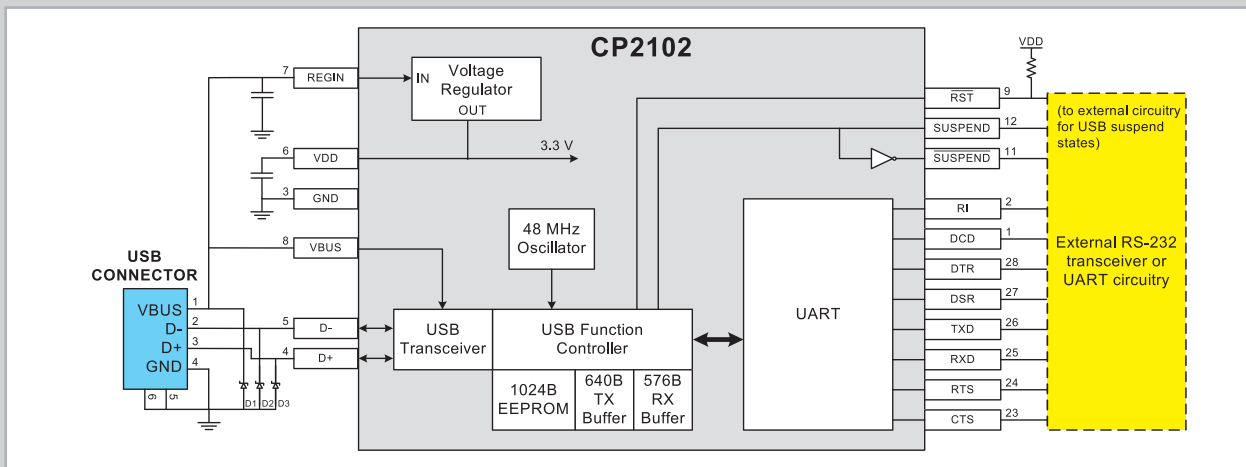 CP2102
VDD
7
REGIN
IN
Voltage
Regulator
OUT
RST
9
SUSPEND
12
SUSPEND
11
(to external circuitry
for USB suspend
states)
6
VDD
3.3 V
3
GND
8
VBUS
48 MHz
Oscillator
RI
2
DCD
1
DTR
28
DSR
27
TXD
26
RXD
25
RTS
24
CTS
23
External RS-232
transceiver or
UART circuitry
USB
CONNECTOR
VBUS
1
D-
2
D+
3
GND
4
6
5
D1
D2
D3
5
D-
4
D+
USB
Transceiver
USB Function
Controller
1024B
EEPROM
640B
TX
Buffer
576B
RX
Buffer
UART